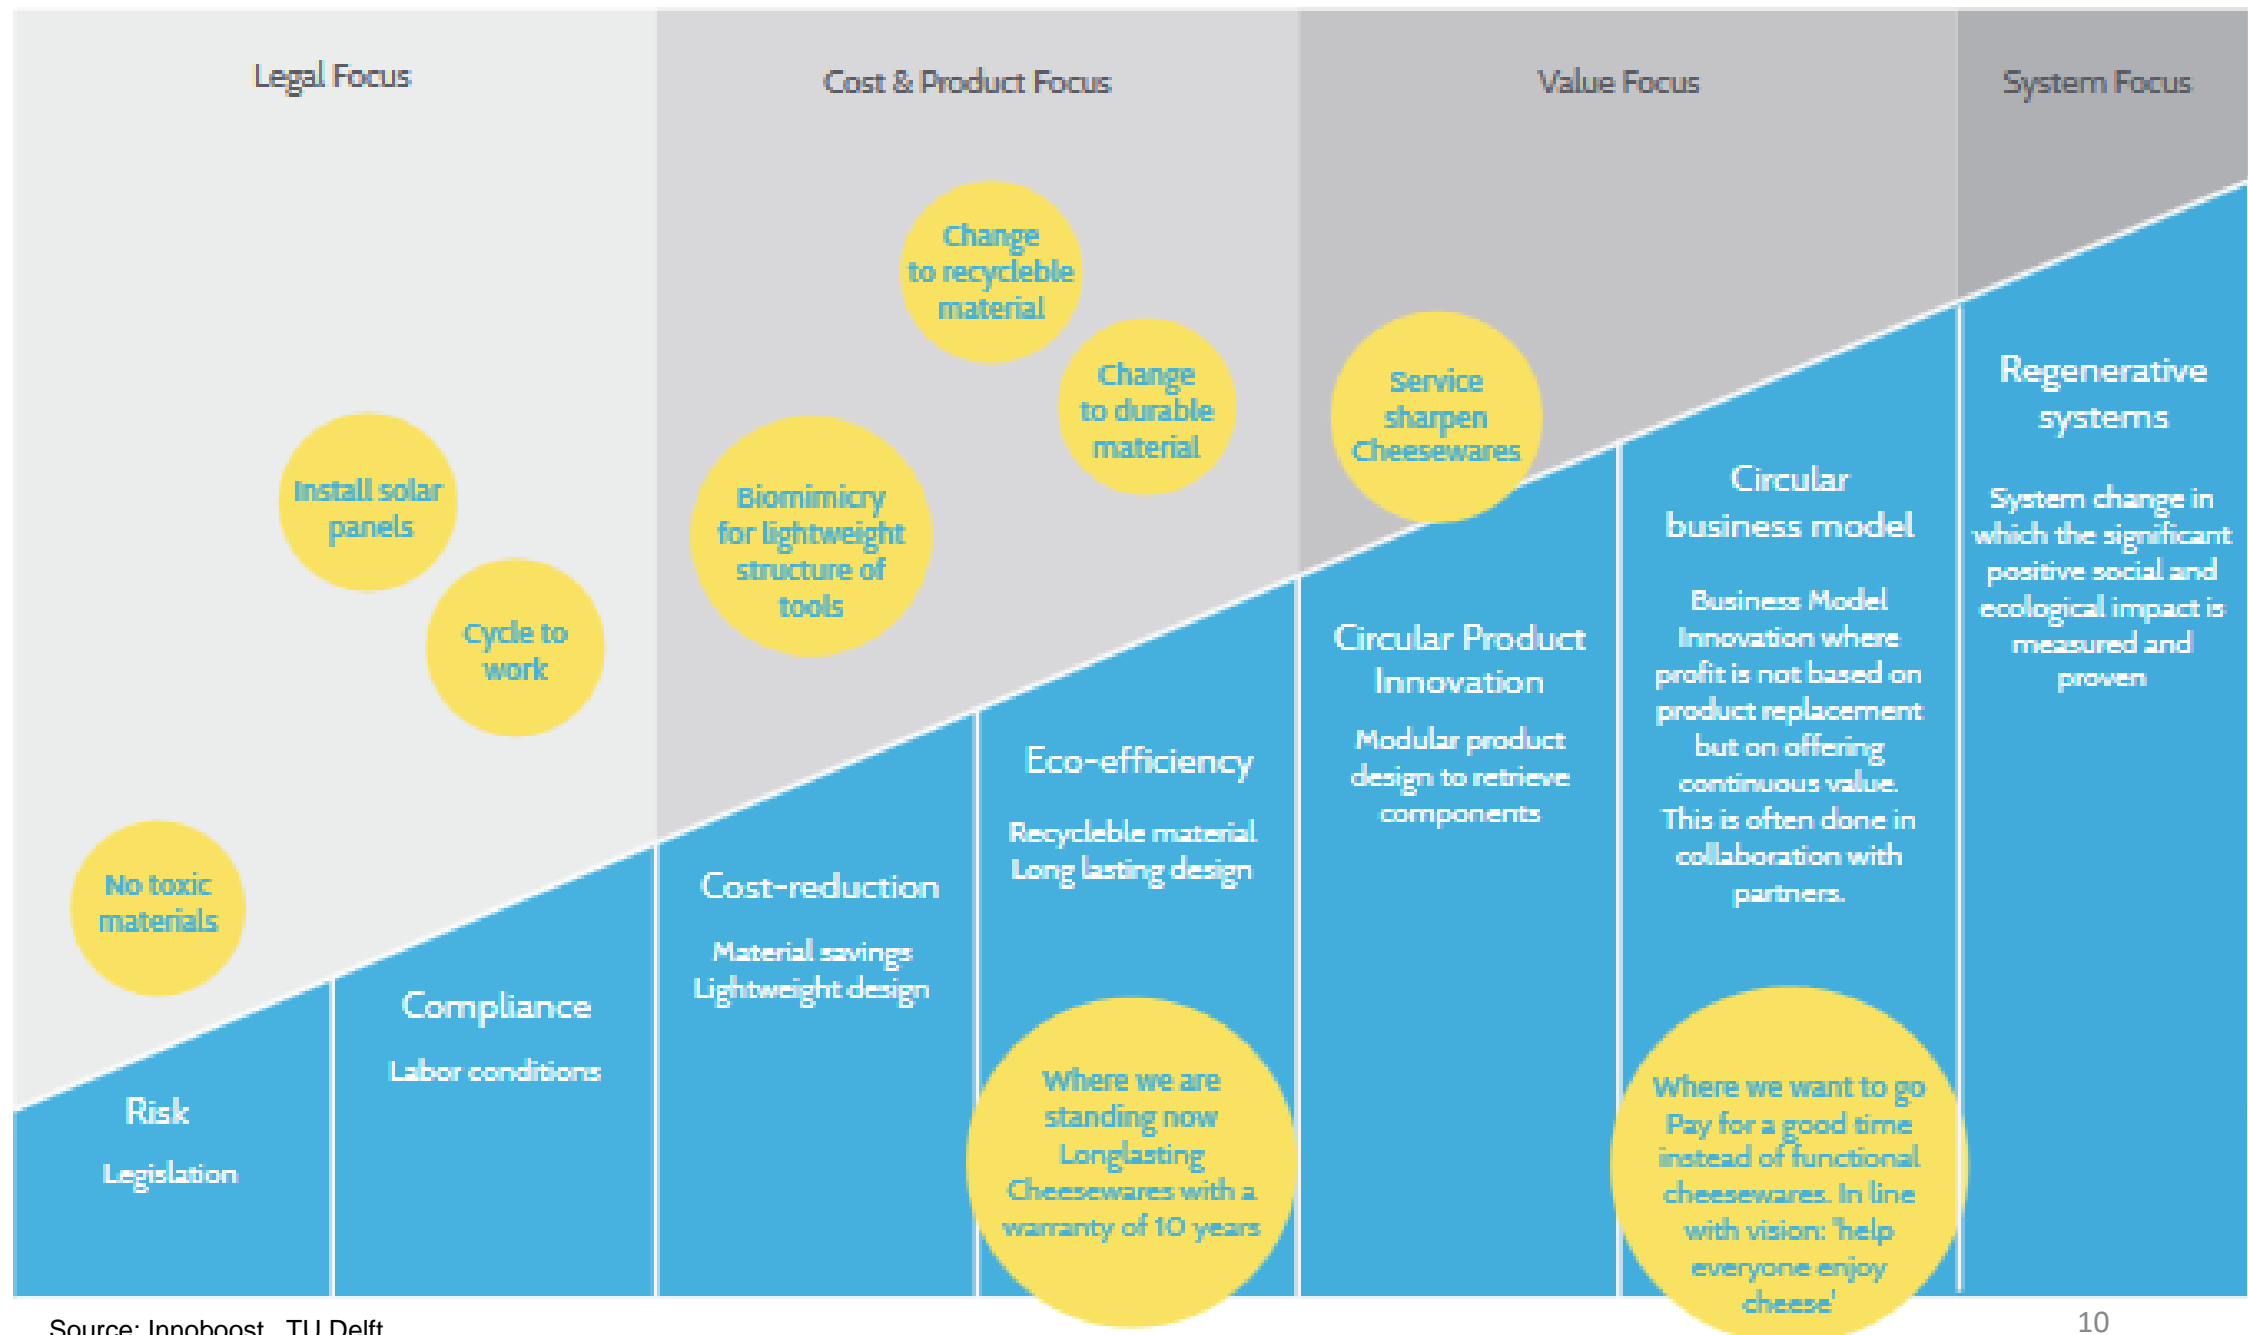 Legal Focus
Cost & Product Focus
Value Focus
System Focus
No toxic
materials
Install solar
panels
Cycle to
work
Biomimicry
for lightweight
structure of
tools
Change
to recycleble
material
Change
to durable
material
Service
sharpen
Cheesewares
Risk
Legislation
Compliance
Labor conditions
Cost-reduction
Material savings
Lightweight design
Eco-efficiency
Recycleble material
Long lasting design
Where we are
standing now
Longlasting
Cheesewares with a
warranty of 10 years
Circular Product
Innovation
Modular product
design to retrieve
components
Circular
business model
Business Model
Innovation where
profit is not based on
product replacement
but on offering
continuous value.
This is often done in
collaboration with
partners.
Where we want to go
Pay for a good time
instead of functional
cheesewares. In line
with vision: "help
everyone enjoy
cheese'
Regenerative
systems
System change in
which the significant
positive social and
ecological impact is
measured and
proven
Source: Innoboost, TU Delft
10